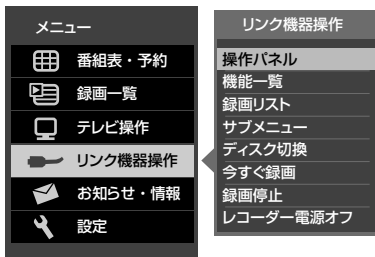 メニュー
番組表・予約
録画一覧
テレビ操作
リンク機器操作
お知らせ・情報
設定
リンク機器操作
操作パネル
機能一覧
録画リスト
サブメニュー
ディスク切換
今すぐ録画
録画停止
レコーダー電源オフ